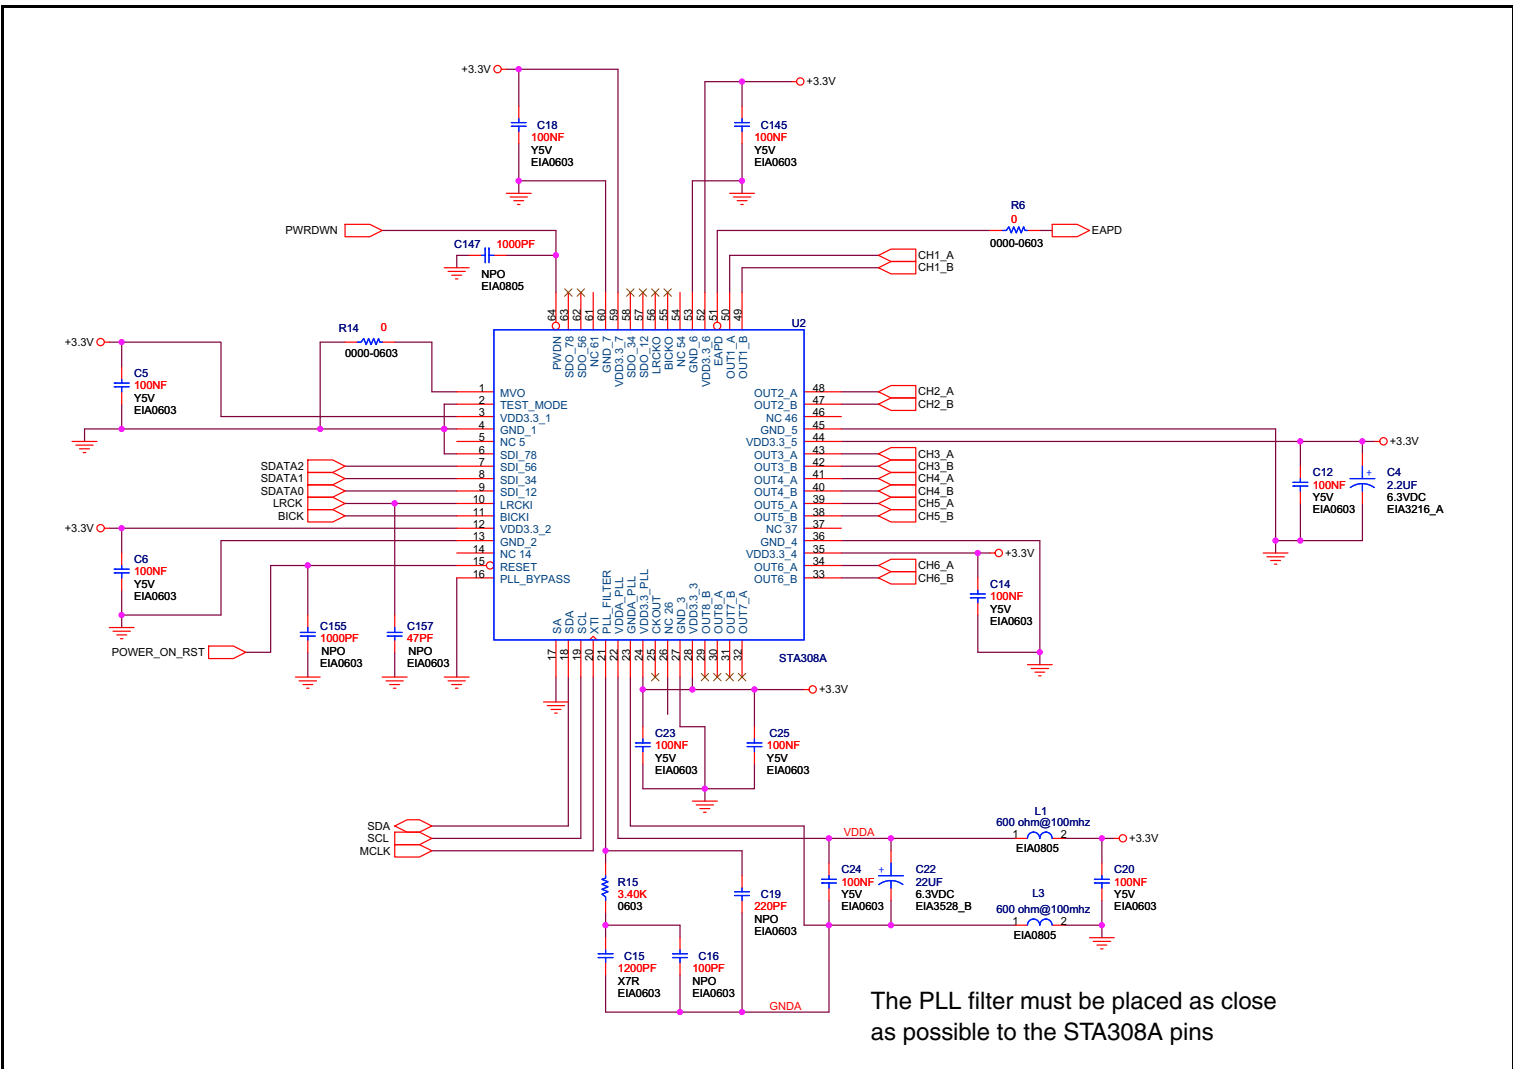 +3.3V
+3.3V
C18
100NF
Y5V
EIA0603
C145
100NF
Y5V
EIA0603
PWRDWN
C147
1000PF
NPO
EIA0805
R6
0
0000-0603
EAPD
CH1_A
CH1_B
64
63
62
61
60
59
58
57
56
55
54
53
52
51
50
49
U2
PWDN
SDO_78
SDO_56
NC 61
GND_7
VDD3.3_7
SDO_34
SDO_12
LRCKO
BICKO
NC 54
GND_6
VDD3.3_6
EAPD
OUT1_A
OUT1_B
R14
0
0000-0603
+3.3V
C5
100NF
Y5V
EIA0603
1 MVO
2 TEST_MODE
3 VDD3.3_1
4 GND_1
5 NC 5
6 SDI_78
SDATA2 7 SDI_56
SDATA1 8 SDI_34
SDATA0 9 SDI_12
LRCK 10 LRCKI
BICK 11 BICKI
+3.3V 12 VDD3.3_2
13 GND_2
14 NC 14
15 RESET
16 PLL_BYPASS
C6
100NF
Y5V
EIA0603
OUT2_A 48 CH2_A
OUT2_B 47 CH2_B
NC 46 46
GND_5 45
VDD3.3_5 44 +3.3V
OUT3_A 43 CH3_A
OUT3_B 42 CH3_B
OUT4_A 41 CH4_A
OUT4_B 40 CH4_B
OUT5_A 39 CH5_A
OUT5_B 38 CH5_B
NC 37 37
GND_4 36
VDD3.3_4 35 +3.3V
OUT6_A 34 CH6_A
OUT6_B 33 CH6_B
C12
100NF
Y5V
EIA0603
+
C4
2.2UF
6.3VDC
EIA3216_A
C14
100NF
Y5V
EIA0603
POWER_ON_RST
C155
1000PF
NPO
EIA0603
C157
47PF
NPO
EIA0603
SA
SDA
SCL
XTI
PLL_FILTER
VDDA_PLL
GNDA_PLL
VDD3.3_PLL
CKOUT
NC 26
GND_3
VDD3.3_3
OUT8_B
OUT8_A
OUT7_B
OUT7_A
17
18
19
20
21
22
23
24
25
26
27
28
29
30
31
32
STA308A
+3.3V
C23
100NF
Y5V
EIA0603
C25
100NF
Y5V
EIA0603
SDA
SCL
MCLK
R15
3.40K
0603
C19
220PF
NPO
EIA0603
C15
1200PF
X7R
EIA0603
C16
100PF
NPO
EIA0603
GNDA
VDDA
C24
100NF
Y5V
EIA0603
+
C22
22UF
6.3VDC
EIA3528_B
L1
600 ohm@100mhz
1 2
EIA0805
+3.3V
L3
600 ohm@100mhz
1 2
EIA0805
C20
100NF
Y5V
EIA0603
The PLL filter must be placed as close
as possible to the STA308A pins